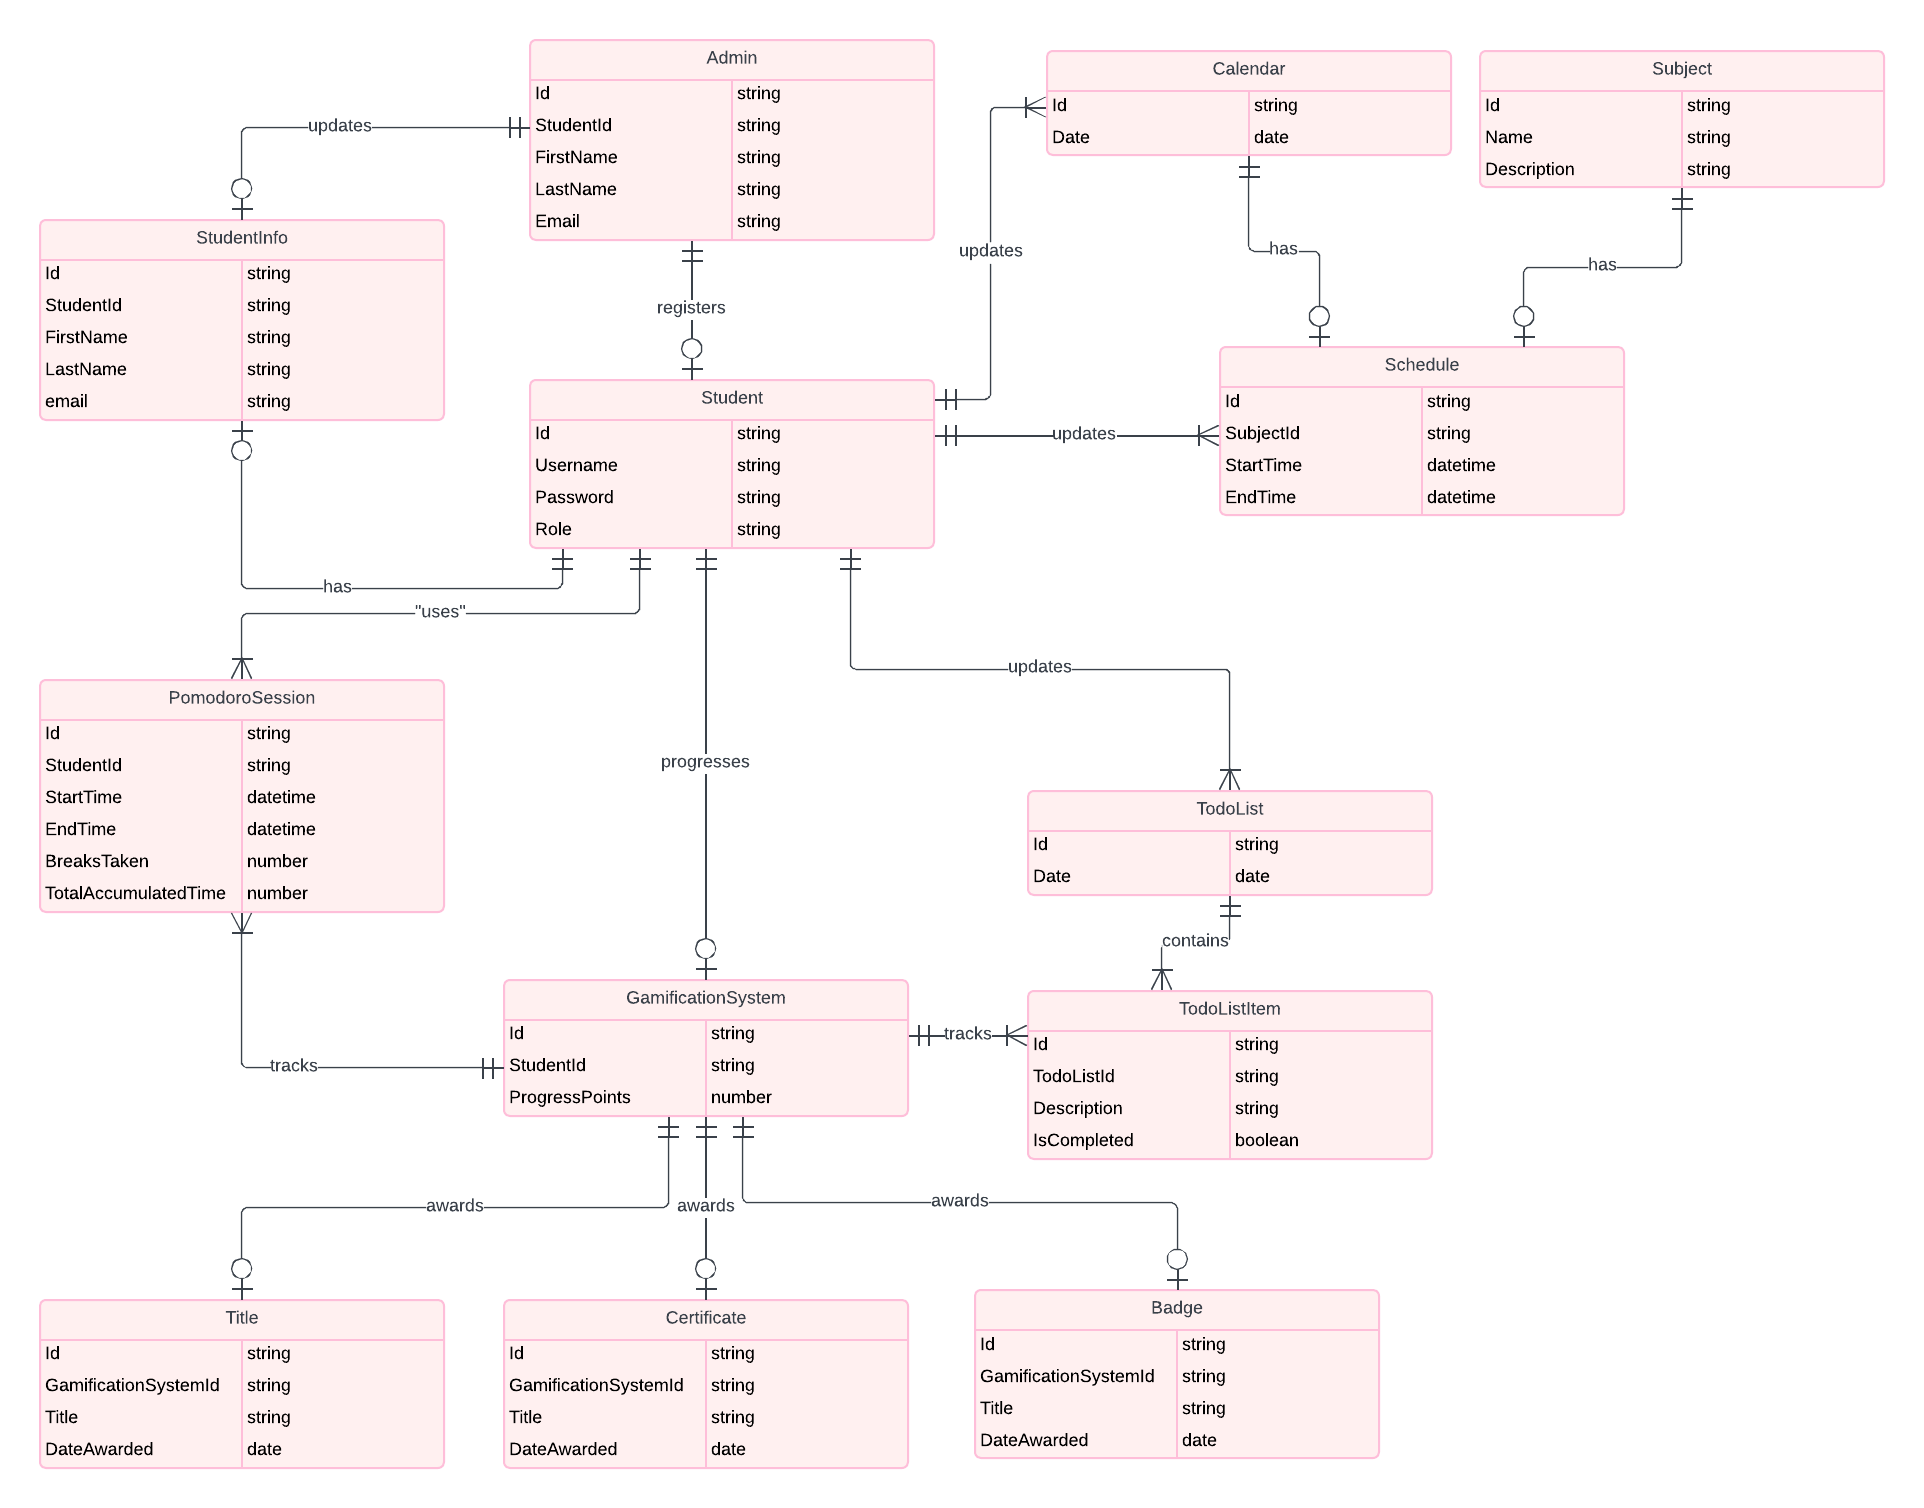 Admin
Id string
StudentId string
FirstName string
LastName string
Email string
Calendar
Id string
Date date
Subject
Id string
Name string
Description string
updates
updates
has
has
registers
StudentInfo
Id string
StudentId string
FirstName string
LastName string
email string
Student
Id string
Username string
Password string
Role string
updates
Schedule
Id string
SubjectId string
StartTime datetime
EndTime datetime
has
"uses"
progresses
updates
PomodoroSession
Id string
StudentId string
StartTime datetime
EndTime datetime
BreaksTaken number
TotalAccumulatedTime number
TodoList
Id string
Date date
contains
tracks
GamificationSystem
Id string
StudentId string
ProgressPoints number
tracks
TodoListItem
Id string
TodoListId string
Description string
IsCompleted boolean
awards
awards
awards
Title
Id string
GamificationSystemId string
Title string
DateAwarded date
Certificate
Id string
GamificationSystemId string
Title string
DateAwarded date
Badge
Id string
GamificationSystemId string
Title string
DateAwarded date